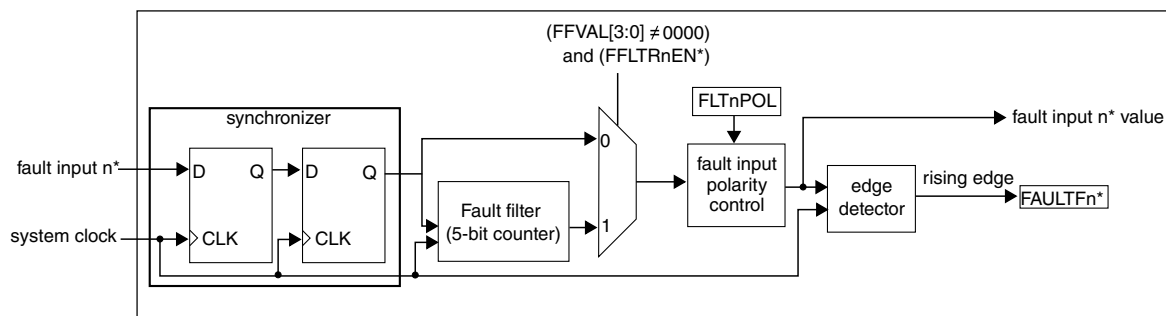 (FFVAL[3:0] ≠ 0000)
and (FFLTRnEN*)
FLTnPOL
synchronizer
fault input n* value
0
fault input n*
D
Q
D
Q
fault input
polarity
control
edge
detector
rising edge
FAULTFn*
Fault filter
(5-bit counter)
1
system clock
CLK
CLK